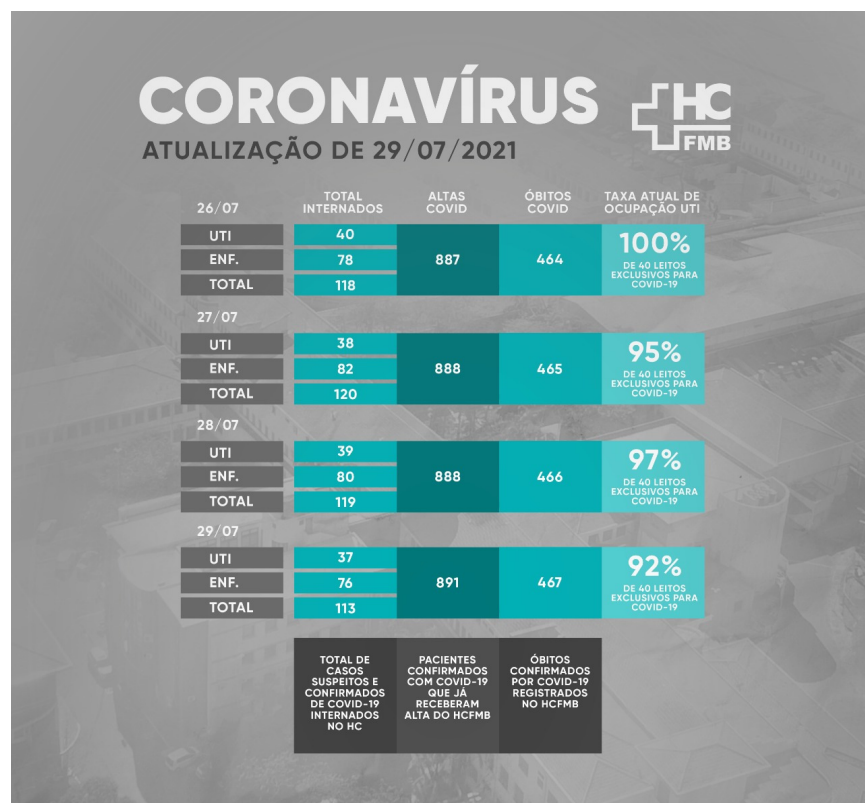 CORONAVÍRUS
HC
FMB
ATUALIZAÇÃO DE 29/07/2021
26/07
TOTAL
INTERNADOS
ALTAS
COVID
ÓBITOS
COVID
TAXA ATUAL DE
OCUPAÇÃO UTI
UTI
40
ENF.
78
TOTAL
118
887
464
100%
DE 40 LEITOS
EXCLUSIVOS PARA
COVID-19
27/07
UTI
38
ENF.
82
TOTAL
120
888
465
95%
DE 40 LEITOS
EXCLUSIVOS PARA
COVID-19
28/07
UTI
39
ENF.
80
TOTAL
119
888
466
97%
DE 40 LEITOS
EXCLUSIVOS PARA
COVID-19
29/07
UTI
37
ENF.
76
TOTAL
113
891
467
92%
DE 40 LEITOS
EXCLUSIVOS PARA
COVID-19
TOTAL DE
CASOS
SUSPEITOS E
CONFIRMADOS
DE COVID-19
INTERNADOS
NO HC
PACIENTES
CONFIRMADOS
COM COVID-19
QUE JÁ
RECEBERAM
ALTA DO HCFMB
ÓBITOS
CONFIRMADOS
POR COVID-19
REGISTRADOS
NO HCFMB